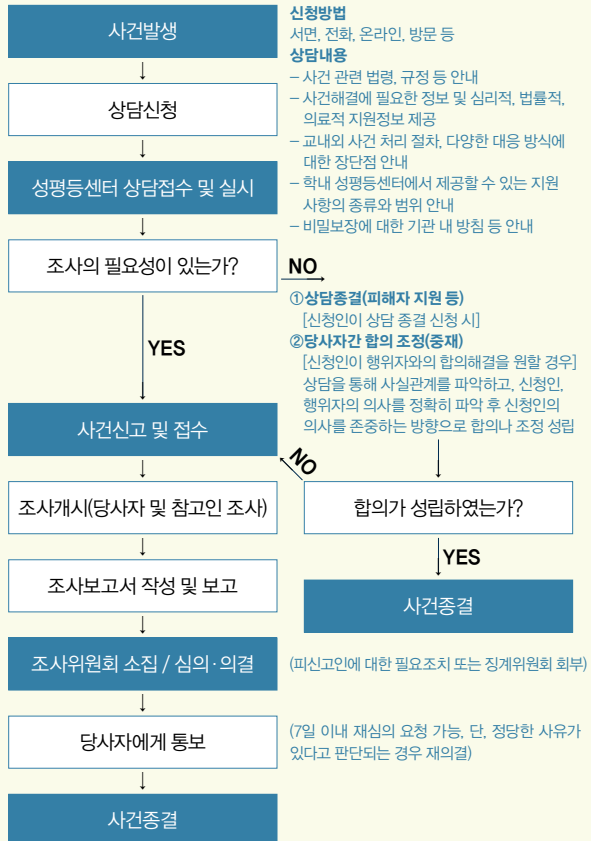 사건발생
신청방법
서면, 전화, 온라인, 방문 등
상담내용
– 사건 관련 법령, 규정 등 안내
– 사건해결에 필요한 정보 및 심리적, 법률적,
의료적 지원정보 제공
– 교내외 사건 처리 절차, 다양한 대응 방식에
대한 장단점 안내
– 학내 성평등센터에서 제공할 수 있는 지원
사항의 종류와 범위 안내
– 비밀보장에 대한 기관 내 방침 등 안내
↓
상담신청
↓
성평등센터 상담접수 및 실시
↓
조사의 필요성이 있는가?
NO
①상담종결(피해자 지원 등)
[신청인이 상담 종결 신청 시]
②당사자간 합의 조정(중재)
[신청인이 행위자와의 합의해결을 원할 경우]
상담을 통해 사실관계를 파악하고, 신청인,
행위자의 의사를 정확히 파악 후 신청인의
의사를 존중하는 방향으로 합의나 조정 성립
YES
사건신고 및 접수
NO
↓
조사개시(당사자 및 참고인 조사)
합의가 성립하였는가?
↓
YES
조사보고서 작성 및 보고
사건종결
↓
조사위원회 소집 / 심의·의결
(피신고인에 대한 필요조치 또는 징계위원회 회부)
↓
당사자에게 통보
(7일 이내 재심의 요청 가능, 단, 정당한 사유가
있다고 판단되는 경우 재의결)
↓
사건종결